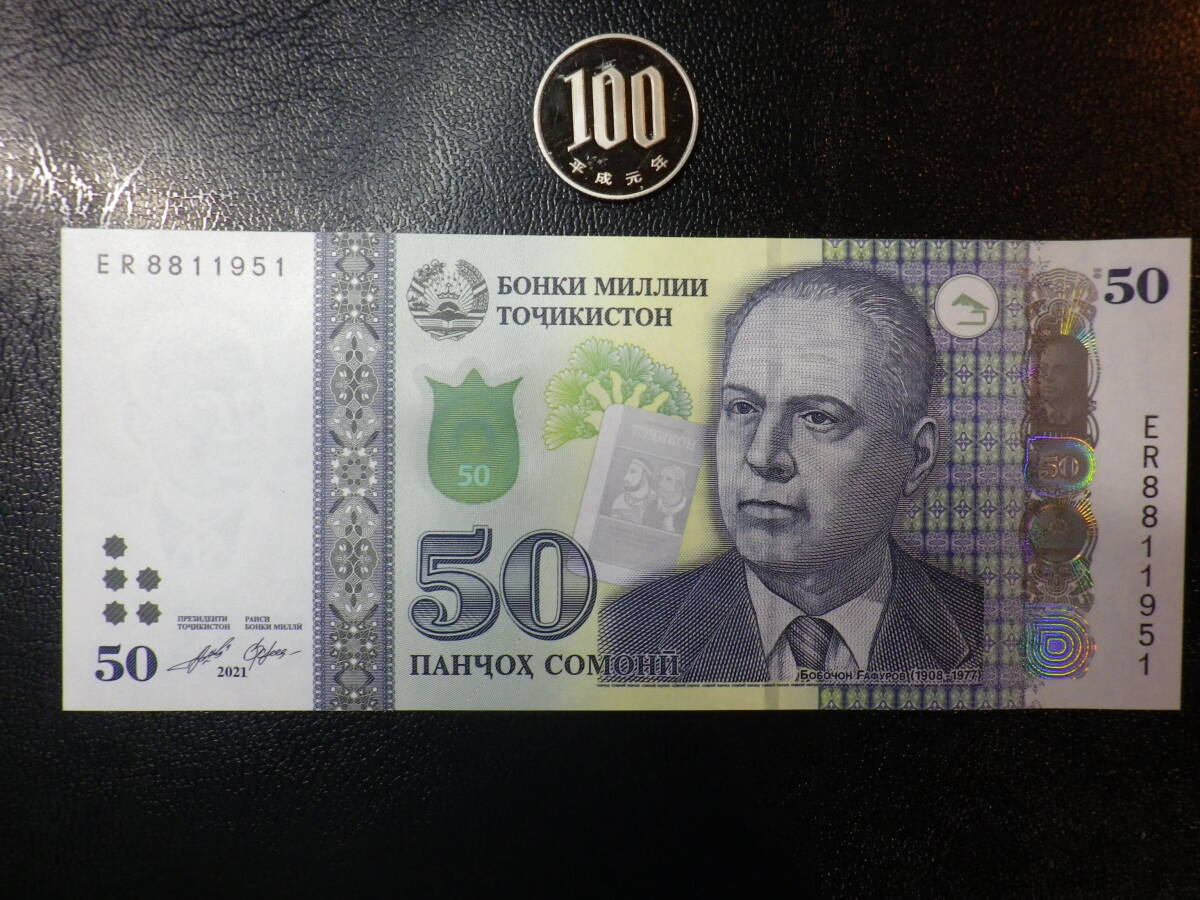 100
平成元年
ER8811951
БОНКИ МИЛЛИИ
ТОҶИКИСТОН
50
50
ТОҶИКОН
50
50
ПАНҶОҲ СОМОНӢ
ПРЕЗИДЕНТИ
ТОҶИКИСТОН
РАИСИ
БОНКИ МИЛЛӢ
50
2021
БОБОҶОН ҒАФУРОВ (1908-1977)
ER8811951